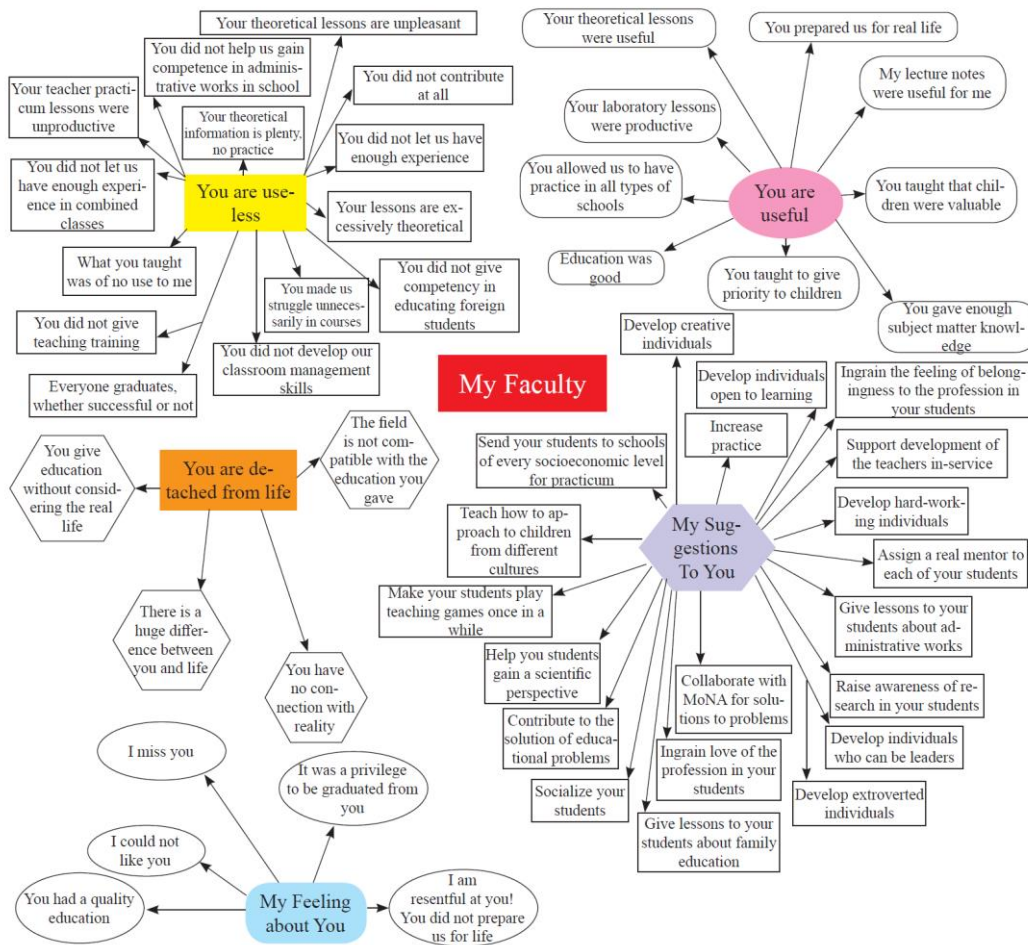 Your theoretical lessons are unpleasant
You did not help us gain
competence in administra-
tive works in school
You did not contribute
at all
Your teacher practi-
cum lessons were
unproductive
Your theoretical
information is plenty,
no practice
You did not let us have
enough experience
You did not let us
have enough experi-
ence in combined
classes
You are use-
less
Your lessons are ex-
cessively theoretical
What you taught
was of no use to me
You made us
struggle unneces-
sarily in courses
You did not give
competency in
educating foreign
students
You did not give
teaching training
You did not develop our
classroom management
skills
Everyone graduates,
whether successful or not
Your theoretical lessons
were useful
You prepared us for real life
My lecture notes
were useful for me
Your laboratory lessons
were productive
You allowed us to have
practice in all types of
schools
You are
useful
You taught that chil-
dren were valuable
Education was
good
You taught to give
priority to children
You gave enough
subject matter knowl-
edge
My Faculty
You give
education
without consid-
ering the real
life
You are de-
tached from life
The field
is not com-
patible with the
education you
gave
There is a
huge differ-
ence between
you and life
You have
no con-
nection with
reality
Develop creative
individuals
Develop individuals
open to learning
Ingrain the feeling of belong-
ingness to the profession in
your students
Increase
practice
Send your students to schools
of every socioeconomic level
for practicum
Support development of
the teachers in-service
Teach how to ap-
proach to children
from different
cultures
My Sug-
gestions
To You
Develop hard-work-
ing individuals
Assign a real mentor to
each of your students
Make your students play
teaching games once in a
while
Give lessons to your
students about ad-
ministrative works
Help you students
gain a scientific
perspective
Collaborate with
MoNA for solu-
tions to problems
Raise awareness of re-
search in your students
Contribute to the
solution of educa-
tional problems
Ingrain love of the
profession in your
students
Develop individuals
who can be leaders
Socialize your
students
Develop extroverted
individuals
Give lessons to your
students about family
education
I miss you
It was a privilege
to be graduated from
you
I could not
like you
You had a quality
education
My Feeling
about You
I am
resentful at you!
You did not prepare
us for life